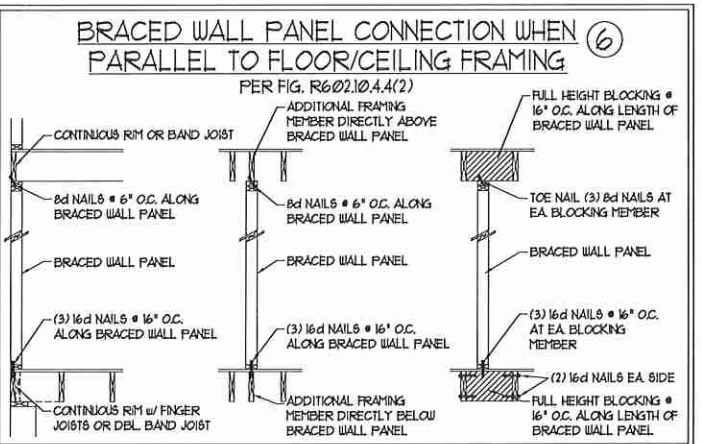 BRACED WALL PANEL CONNECTION WHEN
PARALLEL TO FLOOR/CEILING FRAMING
6
PER FIG. R602.10.4.4(2)
CONTINUOUS RIM OR BAND JOIST
8d NAILS @ 6" O.C. ALONG
BRACED WALL PANEL
BRACED WALL PANEL
(3) 16d NAILS @ 16" O.C.
ALONG BRACED WALL PANEL
CONTINUOUS RIM w/ FINGER
JOISTS OR DBL. BAND JOIST
ADDITIONAL FRAMING
MEMBER DIRECTLY ABOVE
BRACED WALL PANEL
8d NAILS @ 6" O.C. ALONG
BRACED WALL PANEL
BRACED WALL PANEL
(3) 16d NAILS @ 16" O.C.
ALONG BRACED WALL PANEL
ADDITIONAL FRAMING
MEMBER DIRECTLY BELOW
BRACED WALL PANEL
FULL HEIGHT BLOCKING @
16" O.C. ALONG LENGTH OF
BRACED WALL PANEL
TOE NAIL (3) 8d NAILS AT
EA. BLOCKING MEMBER
BRACED WALL PANEL
(3) 16d NAILS @ 16" O.C.
AT EA. BLOCKING
MEMBER
(2) 16d NAILS EA. SIDE
FULL HEIGHT BLOCKING @
16" O.C. ALONG LENGTH OF
BRACED WALL PANEL